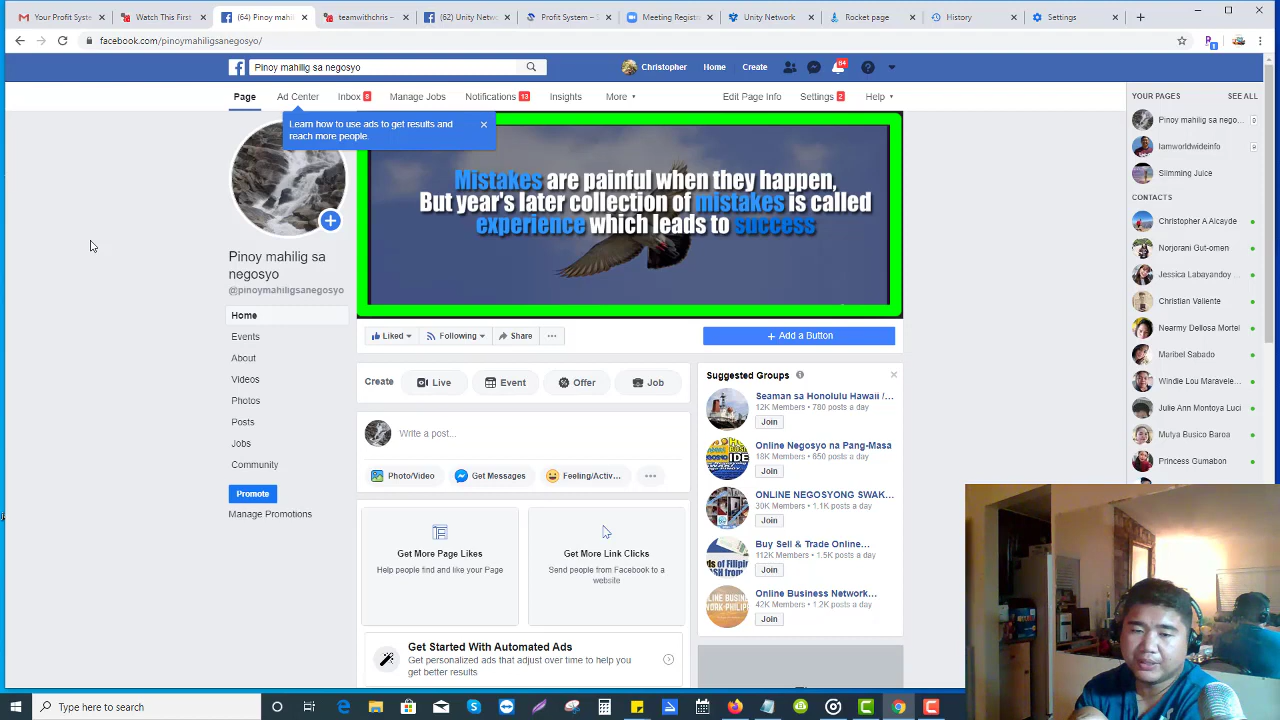 Your Profit Syste
Watch This First
(64) Pinoy mahil
teamwithchris –
(62) Unity Netw
Profit System –
Meeting Registr
Unity Network
Rocket page
History
Settings
facebook.com/pinoymahiligsanegosyo/
Pinoy mahilig sa negosyo
Christopher
Home
Create
64
Page
Ad Center
Inbox 8
Manage Jobs
Notifications 13
Insights
More
Edit Page Info
Settings 2
Help
Learn how to use ads to get results and
reach more people.
Mistakes are painful when they happen,
But year's later collection of mistakes is called
experience which leads to success
Pinoy mahilig sa
negosyo
@pinoymahiligsanegosyo
Home
Events
About
Videos
Photos
Posts
Jobs
Community
Promote
Manage Promotions
Liked
Following
Share
+ Add a Button
Create
Live
Event
Offer
Job
Write a post...
Photo/Video
Get Messages
Feeling/Activ...
Get More Page Likes
Help people find and like your Page
Get More Link Clicks
Send people from Facebook to a
website
Get Started With Automated Ads
Get personalized ads that adjust over time to help you
get better results
Suggested Groups
Seaman sa Honolulu Hawaii /...
12K Members • 780 posts a day
Join
Online Negosyo na Pang-Masa
18K Members • 650 posts a day
Join
ONLINE NEGOSYONG SWAK...
30K Members • 1.1K posts a day
Join
Buy Sell & Trade Online...
112K Members • 1.5K posts a day
Join
Online Business Network...
42K Members • 1.2K posts a day
Join
YOUR PAGES
SEE ALL
Pinoy mahilig sa nego...
Iamworldwideinfo
Slimming Juice
CONTACTS
Christopher A Alcayde
Norjorani Gut-omen
Jessica Labayandoy ...
Christian Valiente
Nearmy Dellosa Mortel
Maribel Sabado
Windie Lou Maravele...
Julie Ann Montoya Luci
Mutya Busico Baroa
Princess Gumabon
Type here to search